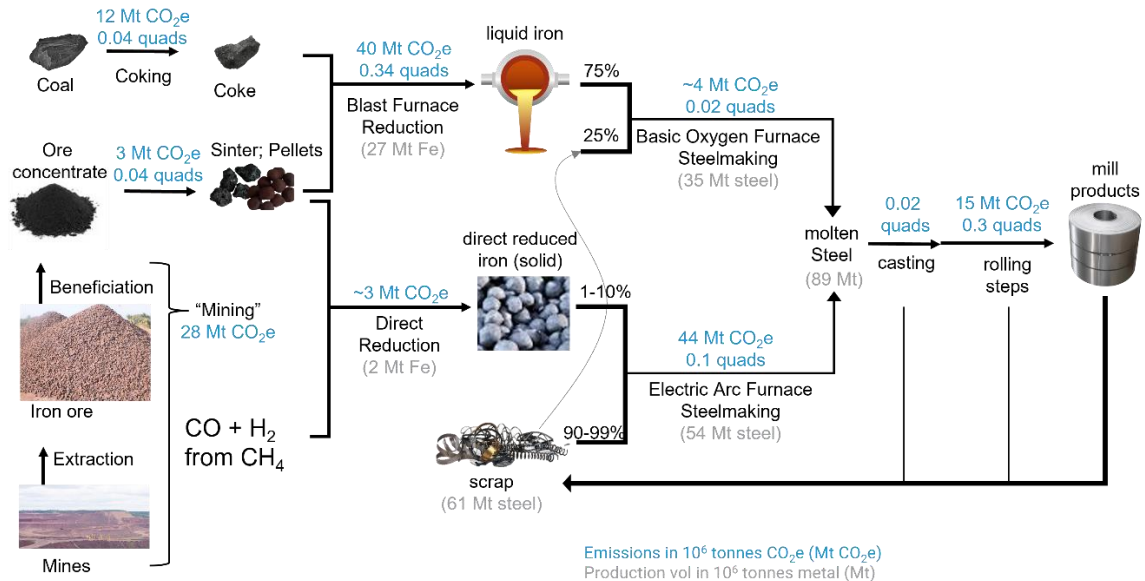 12 Mt CO₂e
0.04 quads
Coal
Coking
Coke
40 Mt CO₂e
0.34 quads
Blast Furnace
Reduction
(27 Mt Fe)
liquid iron
75%
25%
~4 Mt CO₂e
0.02 quads
Basic Oxygen Furnace
Steelmaking
(35 Mt steel)
Ore
concentrate
3 Mt CO₂e
0.04 quads
Sinter; Pellets
Beneficiation
Iron ore
Extraction
Mines
“Mining”
28 Mt CO₂e
CO + H₂
from CH₄
~3 Mt CO₂e
Direct
Reduction
(2 Mt Fe)
direct reduced
iron (solid)
1-10%
90-99%
scrap
(61 Mt steel)
44 Mt CO₂e
0.1 quads
Electric Arc Furnace
Steelmaking
(54 Mt steel)
molten
Steel
(89 Mt)
0.02
quads
casting
15 Mt CO₂e
0.3 quads
rolling
steps
mill
products
Emissions in 10⁶ tonnes CO₂e (Mt CO₂e)
Production vol in 10⁶ tonnes metal (Mt)